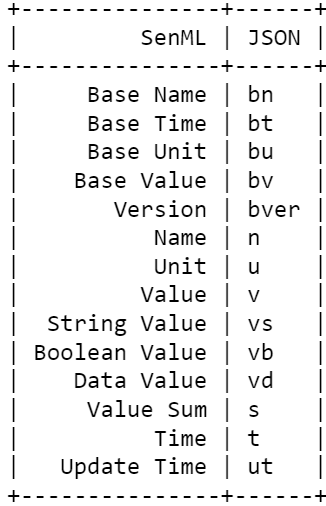 +---------------+------+
|         SenML | JSON |
+---------------+------+
|     Base Name | bn   |
|     Base Time | bt   |
|     Base Unit | bu   |
|    Base Value | bv   |
|       Version | bver |
|          Name | n    |
|          Unit | u    |
|         Value | v    |
|  String Value | vs   |
| Boolean Value | vb   |
|    Data Value | vd   |
|     Value Sum | s    |
|          Time | t    |
|   Update Time | ut   |
+---------------+------+